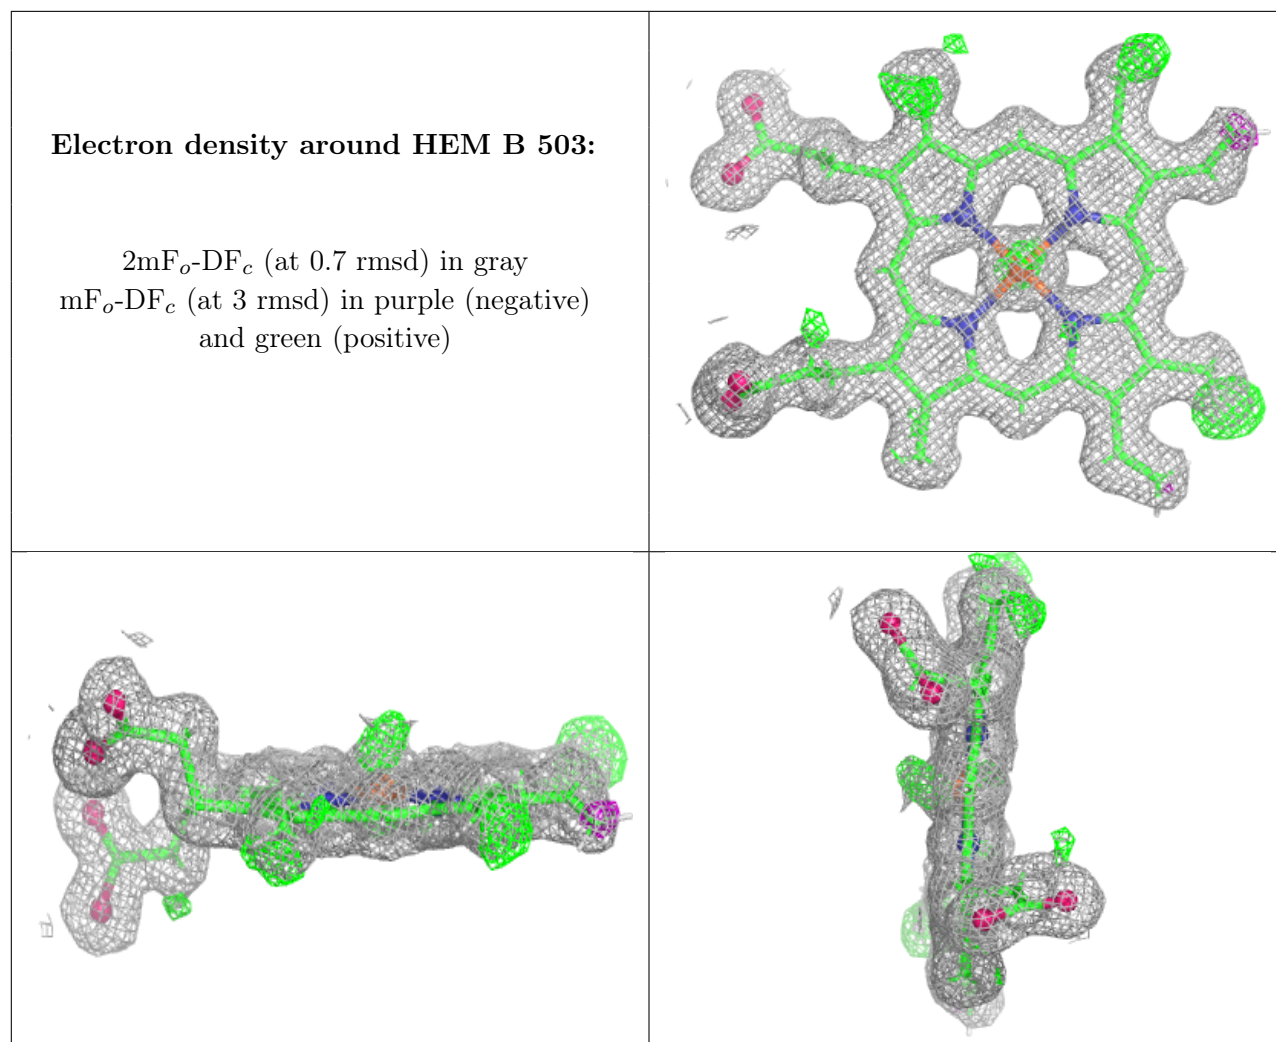 Electron density around HEM B 503:
2mFₒ-DF𝒸 (at 0.7 rmsd) in gray
mFₒ-DF𝒸 (at 3 rmsd) in purple (negative)
and green (positive)